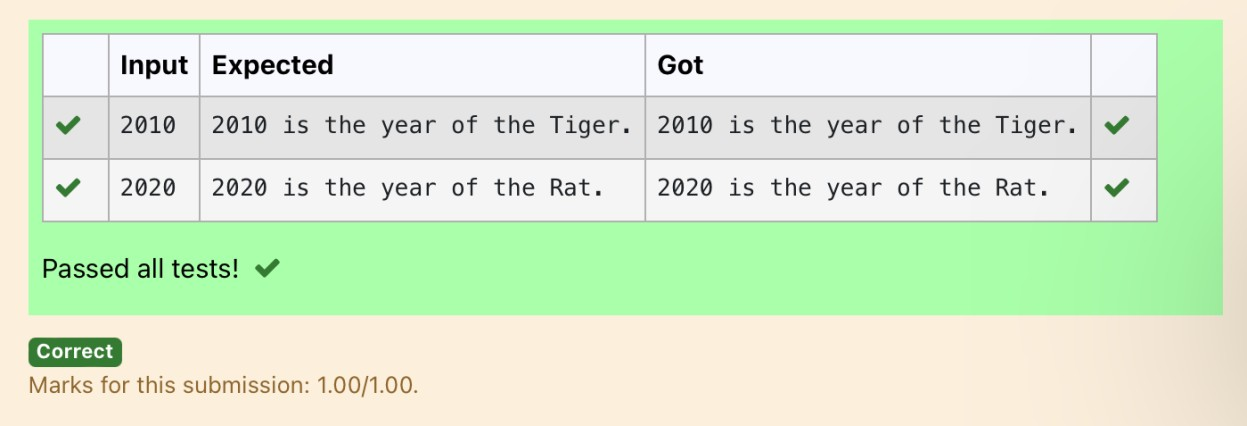 Input Expected Got
2010 2010 is the year of the Tiger. 2010 is the year of the Tiger.
2020 2020 is the year of the Rat. 2020 is the year of the Rat.
Passed all tests!
Correct
Marks for this submission: 1.00/1.00.